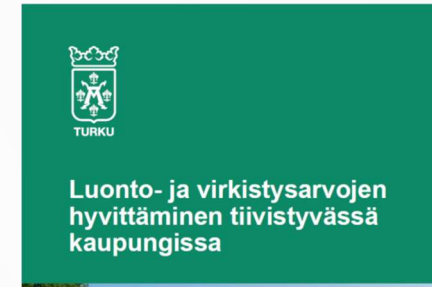 TURKU
Luonto- ja virkistysarvojen
hyvittäminen tiivistyvässä
kaupungissa